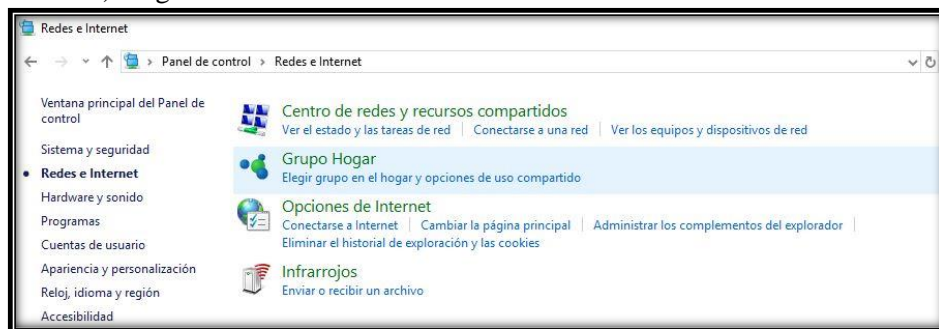 Redes e Internet
Panel de control > Redes e Internet
Ventana principal del Panel de
control
Sistema y seguridad
Redes e Internet
Hardware y sonido
Programas
Cuentas de usuario
Apariencia y personalización
Reloj, idioma y región
Accesibilidad
Centro de redes y recursos compartidos
Ver el estado y las tareas de red | Conectarse a una red | Ver los equipos y dispositivos de red
Grupo Hogar
Elegir grupo en el hogar y opciones de uso compartido
Opciones de Internet
Conectarse a Internet | Cambiar la página principal | Administrar los complementos del explorador |
Eliminar el historial de exploración y las cookies
Infrarrojos
Enviar o recibir un archivo